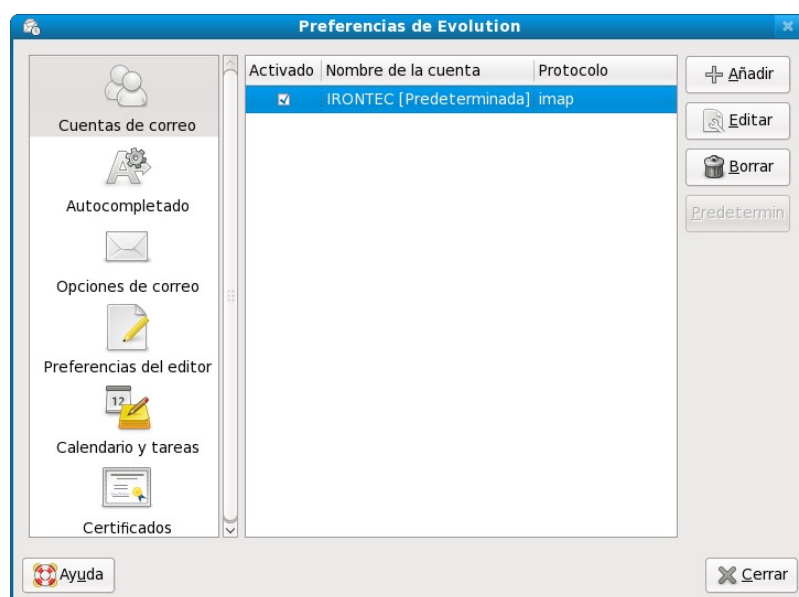 Preferencias de Evolution
Cuentas de correo
Autocompletado
Opciones de correo
Preferencias del editor
12
Calendario y tareas
Certificados
Activado Nombre de la cuenta Protocolo
IRONTEC [Predeterminada] imap
Añadir
Editar
Borrar
Predetermin
Ayuda
Cerrar